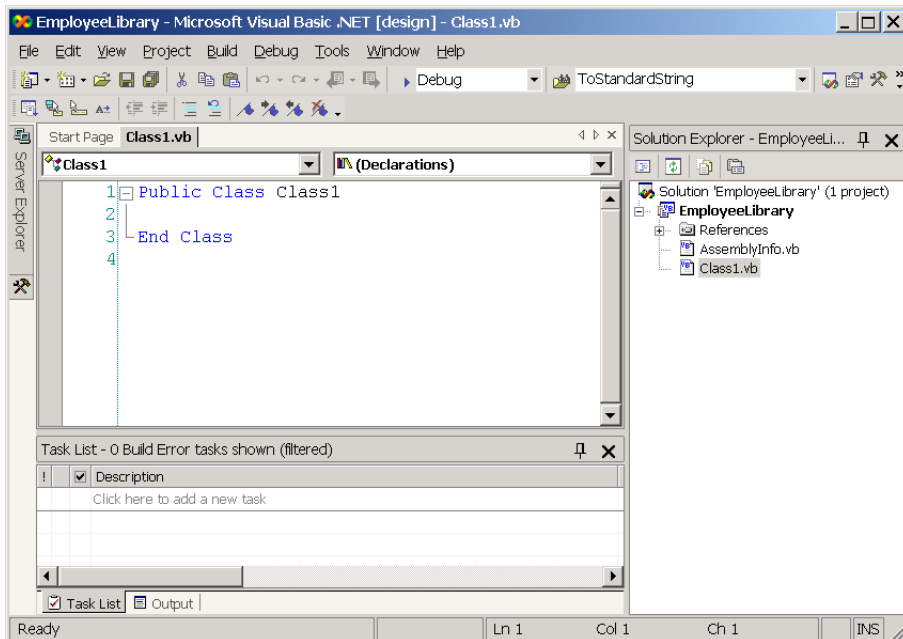 EmployeeLibrary - Microsoft Visual Basic .NET [design] - Class1.vb
File Edit View Project Build Debug Tools Window Help
Debug ToStandardString
Server Explorer
Start Page Class1.vb
Class1 (Declarations)
1 Public Class Class1
2
3 End Class
4
Solution Explorer - EmployeeLi...
Solution 'EmployeeLibrary' (1 project)
EmployeeLibrary
References
AssemblyInfo.vb
Class1.vb
Task List - 0 Build Error tasks shown (filtered)
! Description
Click here to add a new task
Task List Output
Ready Ln 1 Col 1 Ch 1 INS